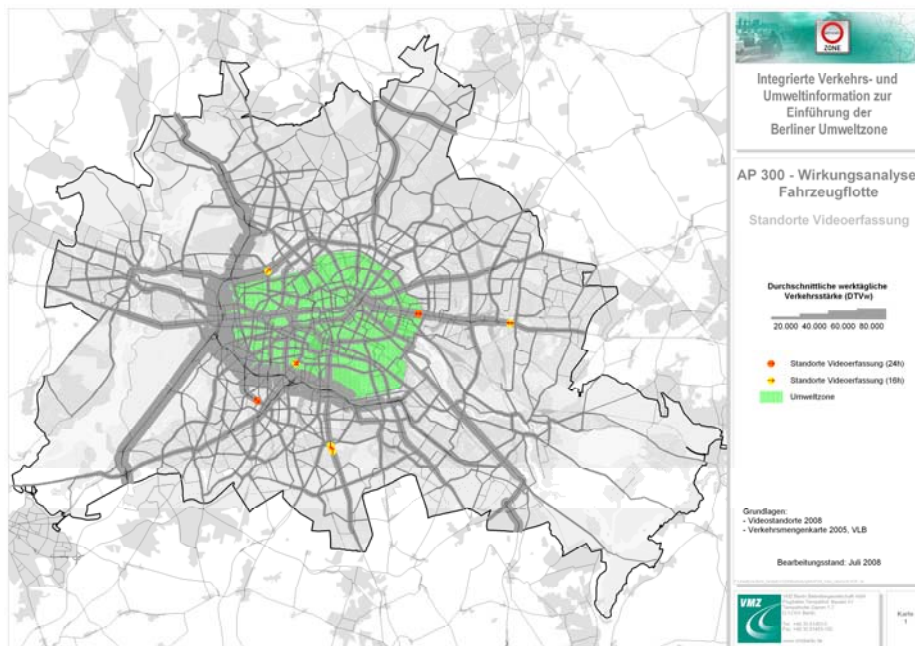 ZONE
Integrierte Verkehrs- und
Umweltinformation zur
Einführung der
Berliner Umweltzone
AP 300 - Wirkungsanalyse
Fahrzeugflotte
Standorte Videoerfassung
Durchschnittliche werktägliche
Verkehrsstärke (DTVw)
20.000 40.000 60.000 80.000
Standorte Videoerfassung (24h)
Standorte Videoerfassung (16h)
Umweltzone
Grundlagen:
- Videostandorte 2008
- Verkehrsmengenkarte 2005, VLB
Bearbeitungsstand: Juli 2008
VMZ
Karte
1